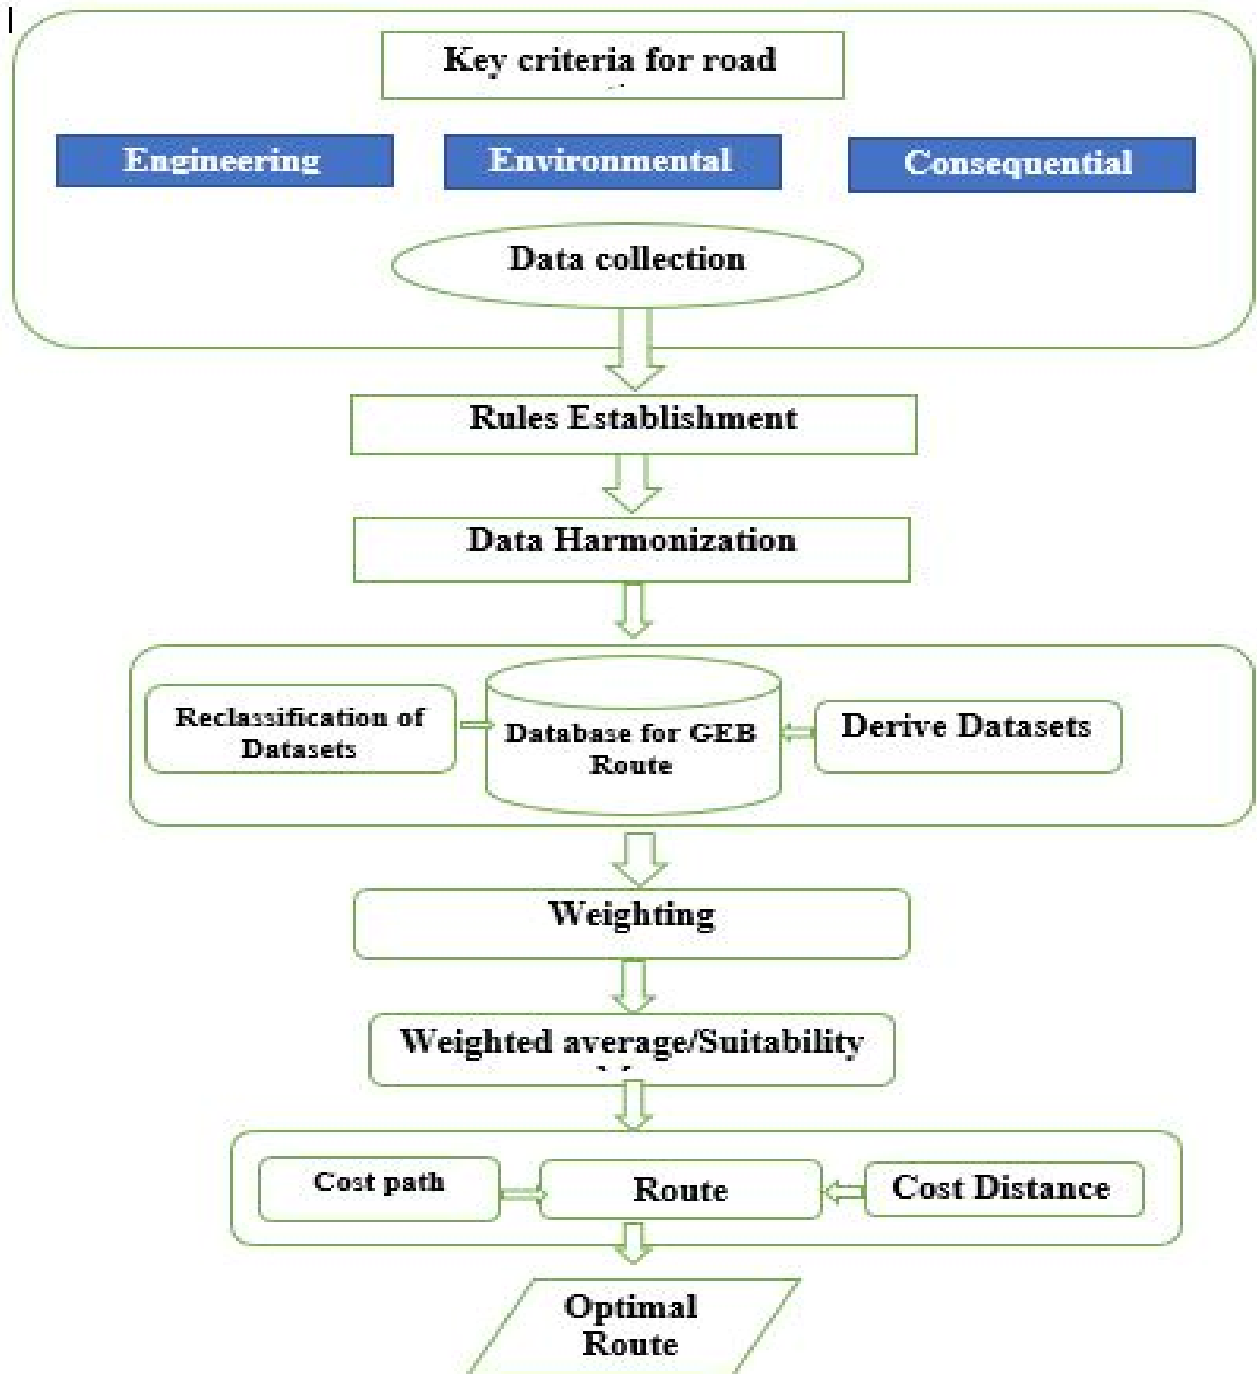 Key criteria for road
Engineering
Environmental
Consequential
Data collection
Rules Establishment
Data Harmonization
Reclassification of
Datasets
Database for GEB
Route
Derive Datasets
Weighting
Weighted average/Suitability
Cost path
Route
Cost Distance
Optimal
Route